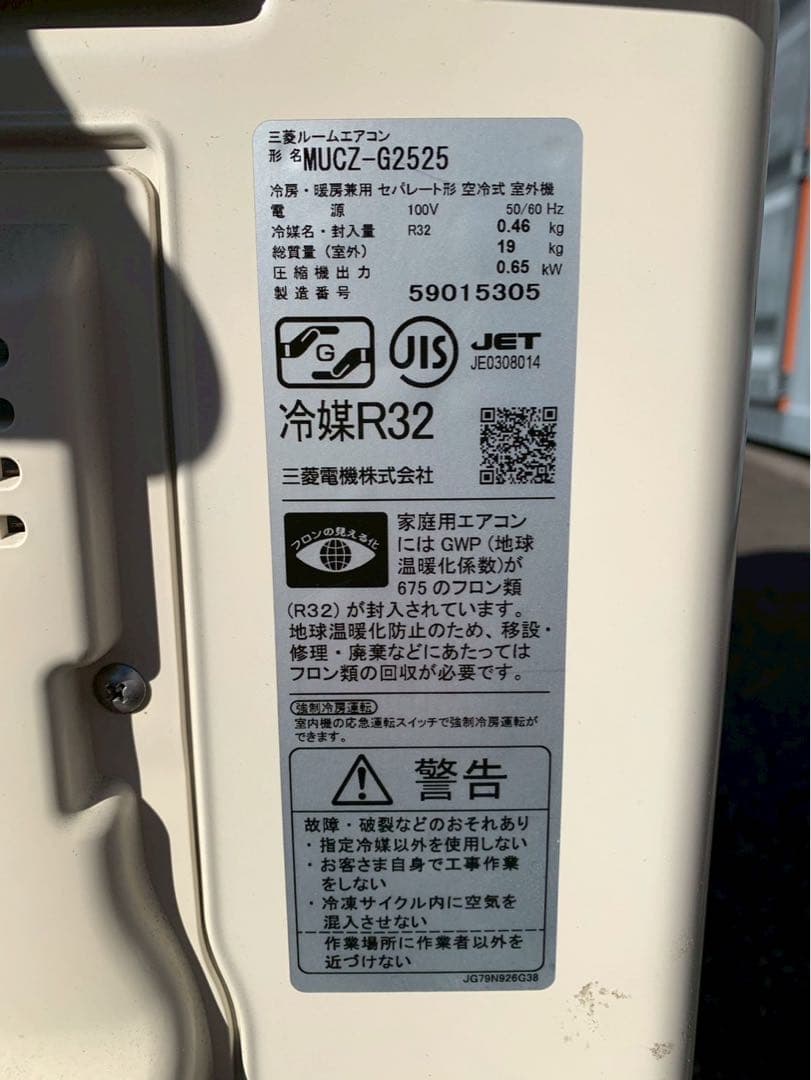 三菱ルームエアコン
形名 MUCZ-G2525
冷房・暖房兼用 セパレート形 空冷式 室外機
電源 100V 50/60 Hz
冷媒名・封入量 R32 0.46 kg
総質量（室外） 19 kg
圧縮機出力 0.65 kW
製造番号 59015305
G
JIS
JET
JE0308014
冷媒R32
三菱電機株式会社
フロンの見える化
家庭用エアコン
には GWP (地球
温暖化係数)が
675 のフロン類
(R32) が封入されています。
地球温暖化防止のため、移設・
修理・廃棄などにあたっては
フロン類の回収が必要です。
強制冷房運転
室内機の応急運転スイッチで強制冷房運転が
できます。
警告
故障・破裂などのおそれあり
・指定冷媒以外を使用しない
・お客さま自身で工事作業
をしない
・冷凍サイクル内に空気を
混入させない
作業場所に作業者以外を
近づけない
JG79N926G38